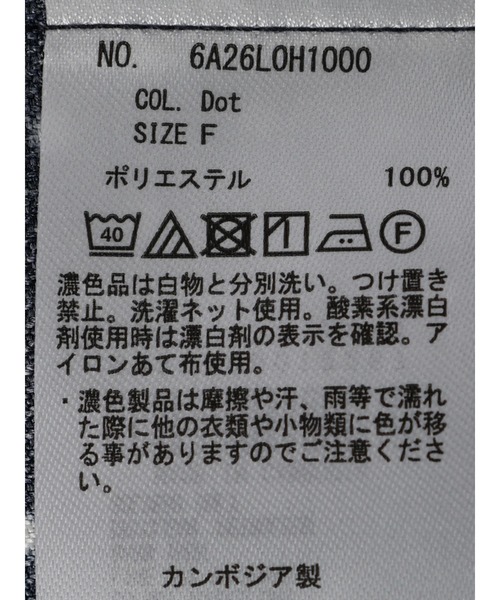 NO. 6A26L0H1000
COL. Dot
SIZE F
ポリエステル 100%
40 F
濃色品は白物と分別洗い。つけ置き
禁止。洗濯ネット使用。酸素系漂白
剤使用時は漂白剤の表示を確認。ア
イロンあて布使用。
・濃色製品は摩擦や汗、雨等で濡れ
た際に他の衣類や小物類に色が移
る事がありますのでご注意くださ
い。
カンボジア製